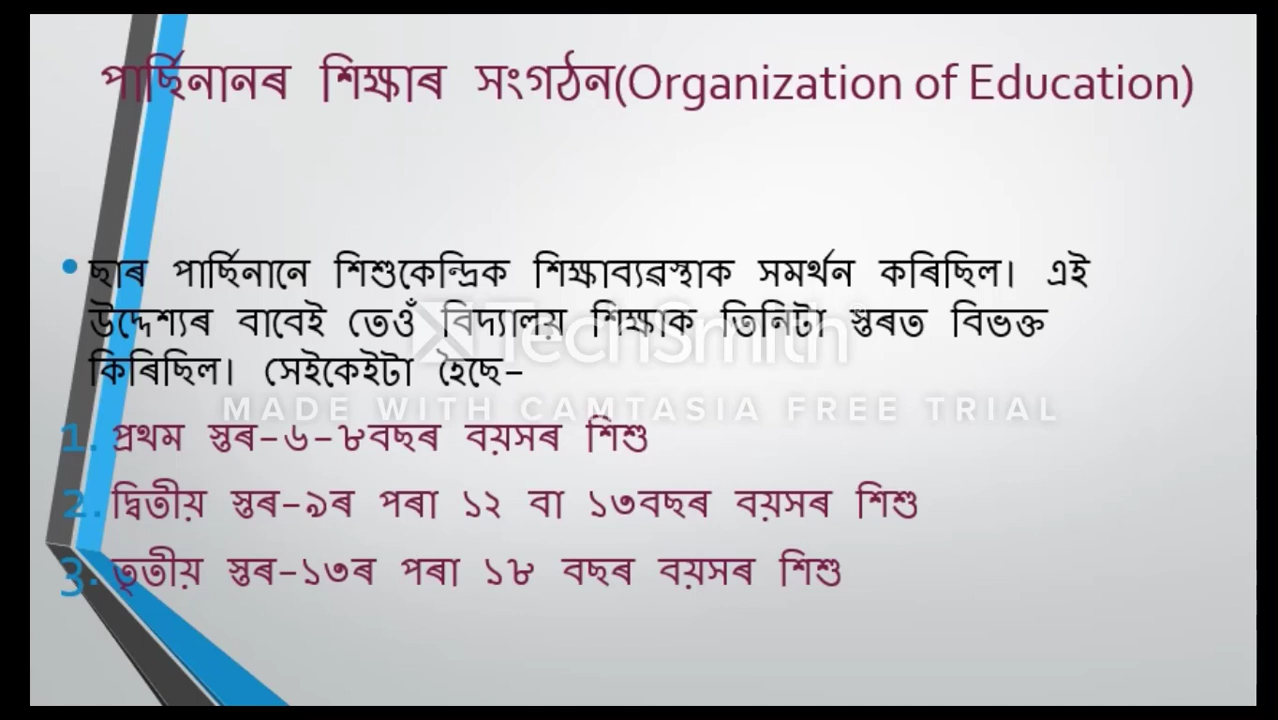 পাৰ্ছিনানৰ শিক্ষাৰ সংগঠন(Organization of Education)
• ছাৰ পাৰ্ছিনানে শিশুকেন্দ্ৰিক শিক্ষাব্যৱস্থাক সমৰ্থন কৰিছিল। এই
উদ্দেশ্যৰ বাবেই তেওঁ বিদ্যালয় শিক্ষাক তিনিটা স্তৰত বিভক্ত
কিৰিছিল। সেইকেইটা হৈছে–
TechSmith
MADE WITH CAMTASIA FREE TRIAL
1. প্ৰথম স্তৰ–৬–৮বছৰ বয়সৰ শিশু
2. দ্বিতীয় স্তৰ–৯ৰ পৰা ১২ বা ১৩বছৰ বয়সৰ শিশু
3. তৃতীয় স্তৰ–১৩ৰ পৰা ১৮ বছৰ বয়সৰ শিশু